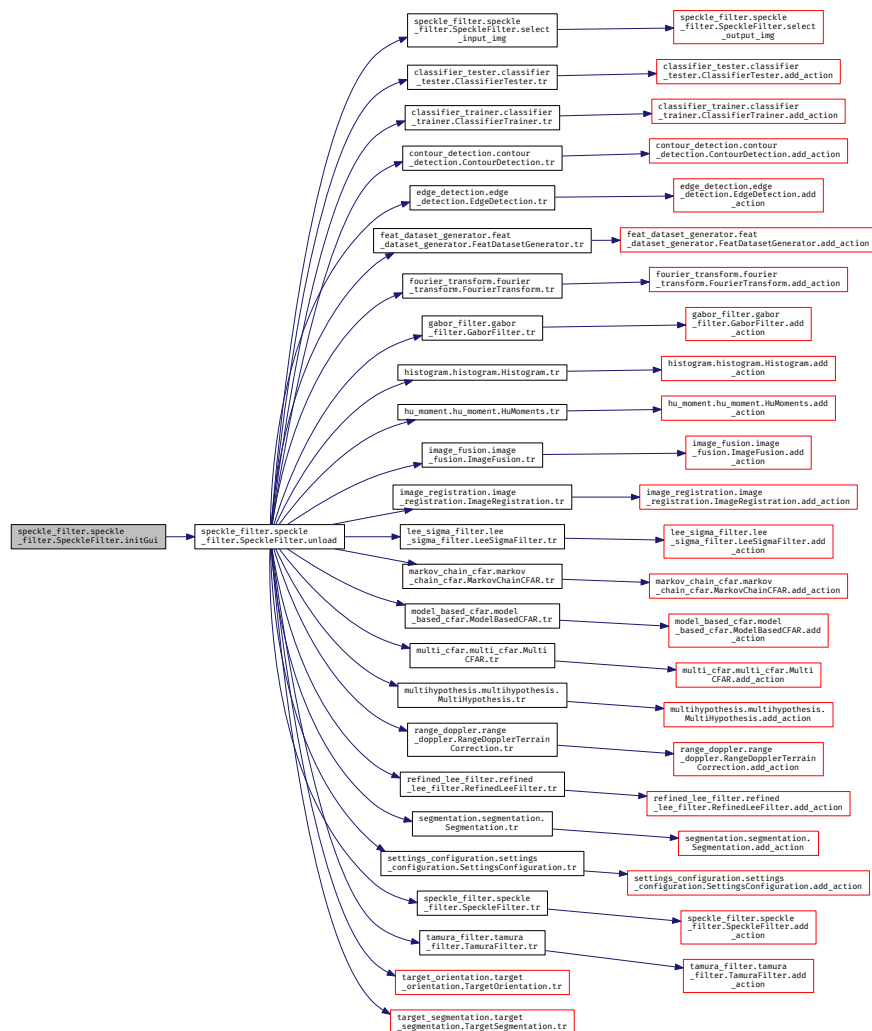 speckle_filter.speckle
_filter.SpeckleFilter.initGui
speckle_filter.speckle
_filter.SpeckleFilter.unload
speckle_filter.speckle
_filter.SpeckleFilter.select
_input_img
speckle_filter.speckle
_filter.SpeckleFilter.select
_output_img
classifier_tester.classifier
_tester.ClassifierTester.tr
classifier_tester.classifier
_tester.ClassifierTester.add_action
classifier_trainer.classifier
_trainer.ClassifierTrainer.tr
classifier_trainer.classifier
_trainer.ClassifierTrainer.add_action
contour_detection.contour
_detection.ContourDetection.tr
contour_detection.contour
_detection.ContourDetection.add_action
edge_detection.edge
_detection.EdgeDetection.tr
edge_detection.edge
_detection.EdgeDetection.add
_action
feat_dataset_generator.feat
_dataset_generator.FeatDatasetGenerator.tr
feat_dataset_generator.feat
_dataset_generator.FeatDatasetGenerator.add_action
fourier_transform.fourier
_transform.FourierTransform.tr
fourier_transform.fourier
_transform.FourierTransform.add_action
gabor_filter.gabor
_filter.GaborFilter.tr
gabor_filter.gabor
_filter.GaborFilter.add
_action
histogram.histogram.Histogram.tr
histogram.histogram.Histogram.add
_action
hu_moment.hu_moment.HuMoments.tr
hu_moment.hu_moment.HuMoments.add
_action
image_fusion.image
_fusion.ImageFusion.tr
image_fusion.image
_fusion.ImageFusion.add
_action
image_registration.image
_registration.ImageRegistration.tr
image_registration.image
_registration.ImageRegistration.add_action
lee_sigma_filter.lee
_sigma_filter.LeeSigmaFilter.tr
lee_sigma_filter.lee
_sigma_filter.LeeSigmaFilter.add
_action
markov_chain_cfar.markov
_chain_cfar.MarkovChainCFAR.tr
markov_chain_cfar.markov
_chain_cfar.MarkovChainCFAR.add_action
model_based_cfar.model
_based_cfar.ModelBasedCFAR.tr
model_based_cfar.model
_based_cfar.ModelBasedCFAR.add
_action
multi_cfar.multi_cfar.Multi
CFAR.tr
multi_cfar.multi_cfar.Multi
CFAR.add_action
multihypothesis.multihypothesis.
MultiHypothesis.tr
multihypothesis.multihypothesis.
MultiHypothesis.add_action
range_doppler.range
_doppler.RangeDopplerTerrain
Correction.tr
range_doppler.range
_doppler.RangeDopplerTerrain
Correction.add_action
refined_lee_filter.refined
_lee_filter.RefinedLeeFilter.tr
refined_lee_filter.refined
_lee_filter.RefinedLeeFilter.add_action
segmentation.segmentation.
Segmentation.tr
segmentation.segmentation.
Segmentation.add_action
settings_configuration.settings
_configuration.SettingsConfiguration.tr
settings_configuration.settings
_configuration.SettingsConfiguration.add_action
speckle_filter.speckle
_filter.SpeckleFilter.tr
speckle_filter.speckle
_filter.SpeckleFilter.add
_action
tamura_filter.tamura
_filter.TamuraFilter.tr
tamura_filter.tamura
_filter.TamuraFilter.add
_action
target_orientation.target
_orientation.TargetOrientation.tr
target_segmentation.target
_segmentation.TargetSegmentation.tr